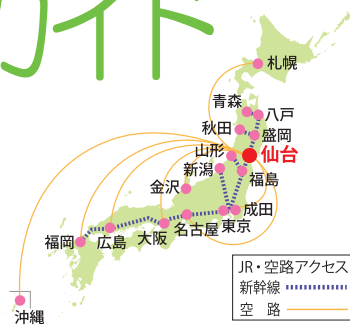 ガイド
札幌
青森
八戸
秋田
盛岡
山形
仙台
新潟
福島
金沢
成田
東京
名古屋
大阪
広島
福岡
沖縄
JR・空路アクセス
新幹線
空 路